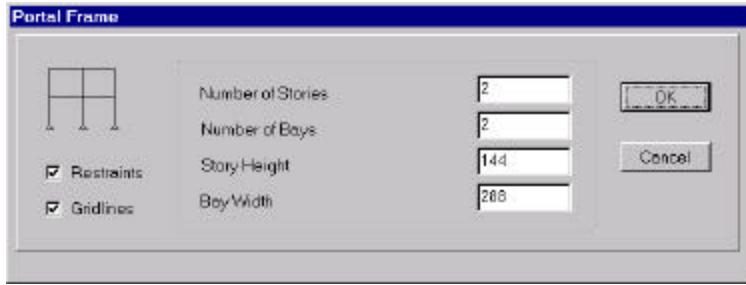 Portal Frame
Number of Stories 2
Number of Bays 2
Story Height 144
Bay Width 288
Restraints
Gridlines
OK
Cancel